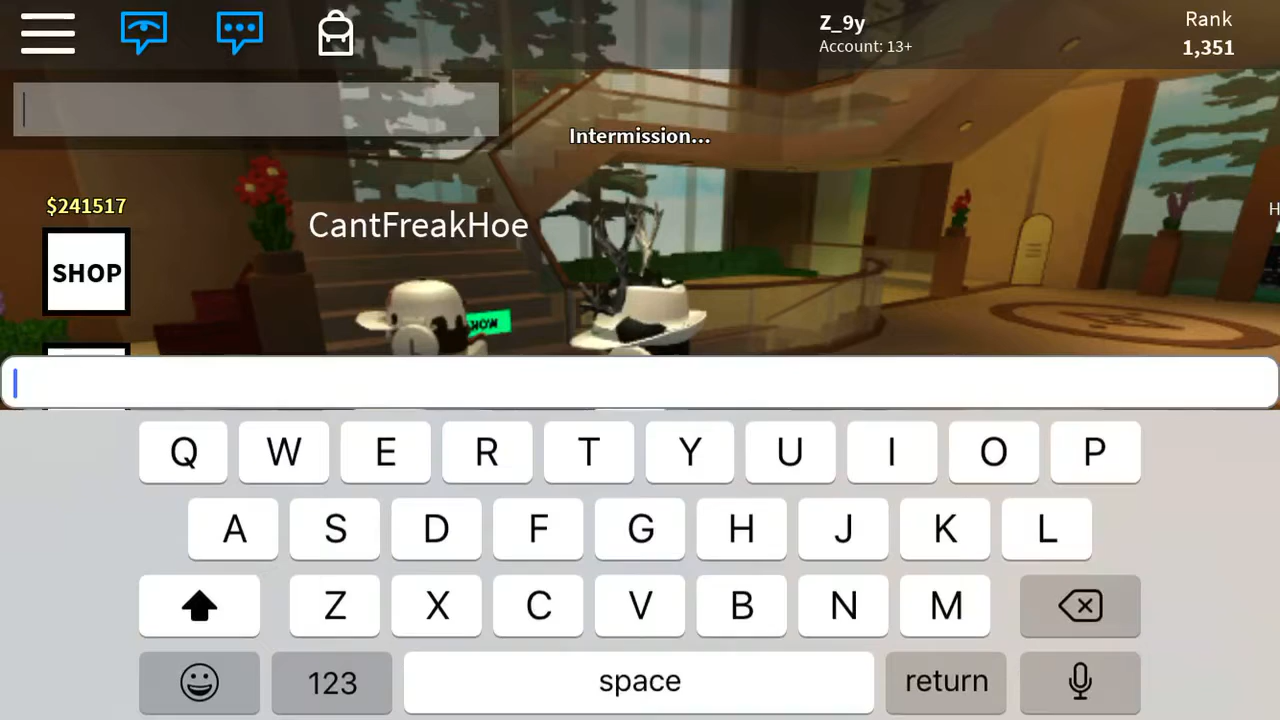 Z_9y
Account: 13+
Rank
1,351
Intermission...
$241517
SHOP
CantFreakHoe
H
Q W E R T Y U I O P
A S D F G H J K L
Z X C V B N M
123 space return